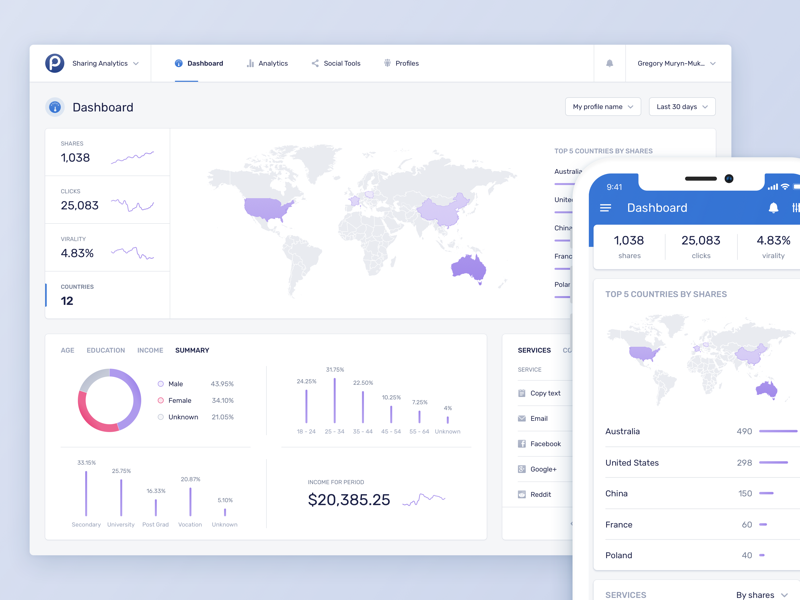 Sharing Analytics
Dashboard
Analytics
Social Tools
Profiles
Gregory Muryn-Muk...
Dashboard
My profile name
Last 30 days
SHARES
1,038
CLICKS
25,083
VIRALITY
4.83%
COUNTRIES
12
TOP 5 COUNTRIES BY SHARES
Australia
United
China
Franc
Polan
AGE EDUCATION INCOME SUMMARY
Male 43.95%
Female 34.10%
Unknown 21.05%
24.25% 31.75% 22.50% 10.25% 7.25% 4%
18 – 24 25 – 34 35 – 44 45 – 54 55 – 64 Unknown
33.15% 25.75% 16.33% 20.87% 5.10%
Secondary University Post Grad Vocation Unknown
INCOME FOR PERIOD
$20,385.25
SERVICES CO
SERVICE
Copy text
Email
Facebook
Google+
Reddit
9:41
Dashboard
1,038 25,083 4.83%
shares clicks virality
TOP 5 COUNTRIES BY SHARES
Australia 490
United States 298
China 150
France 60
Poland 40
SERVICES By shares